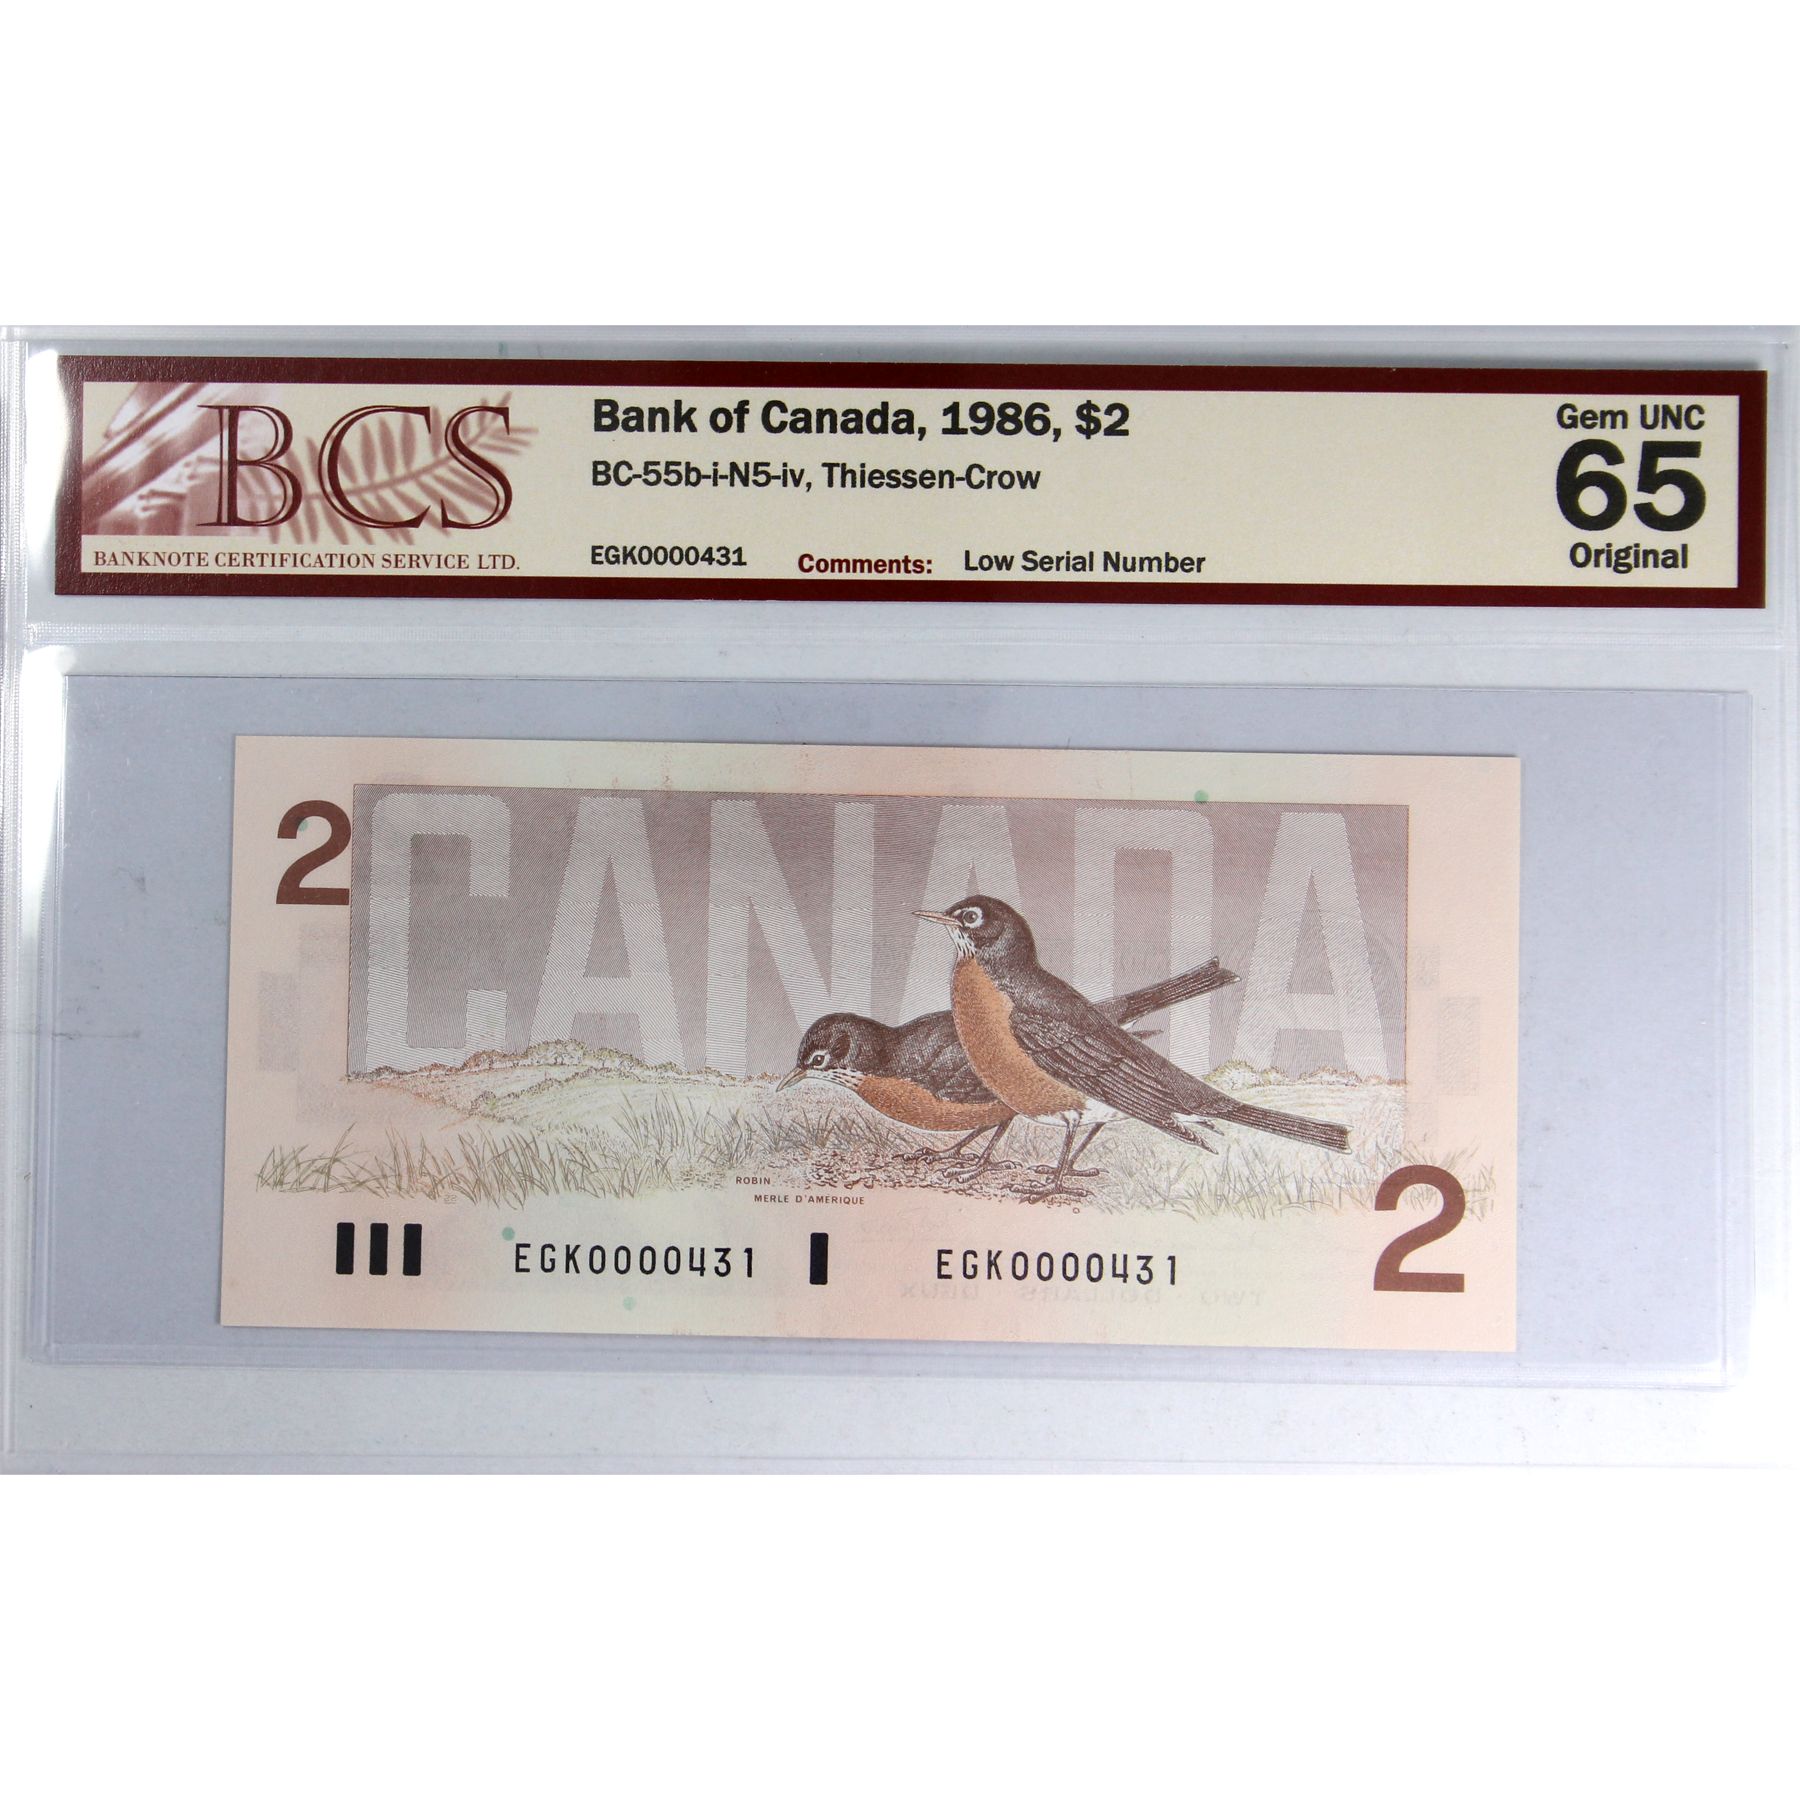 BCS
BANKNOTE CERTIFICATION SERVICE LTD.
Bank of Canada, 1986, $2
BC-55b-i-N5-iv, Thiessen-Crow
EGK0000431 Comments: Low Serial Number
Gem UNC
65
Original
2
CANADA
ROBIN
MERLE D'AMÉRIQUE
EGK0000431 EGK0000431
2